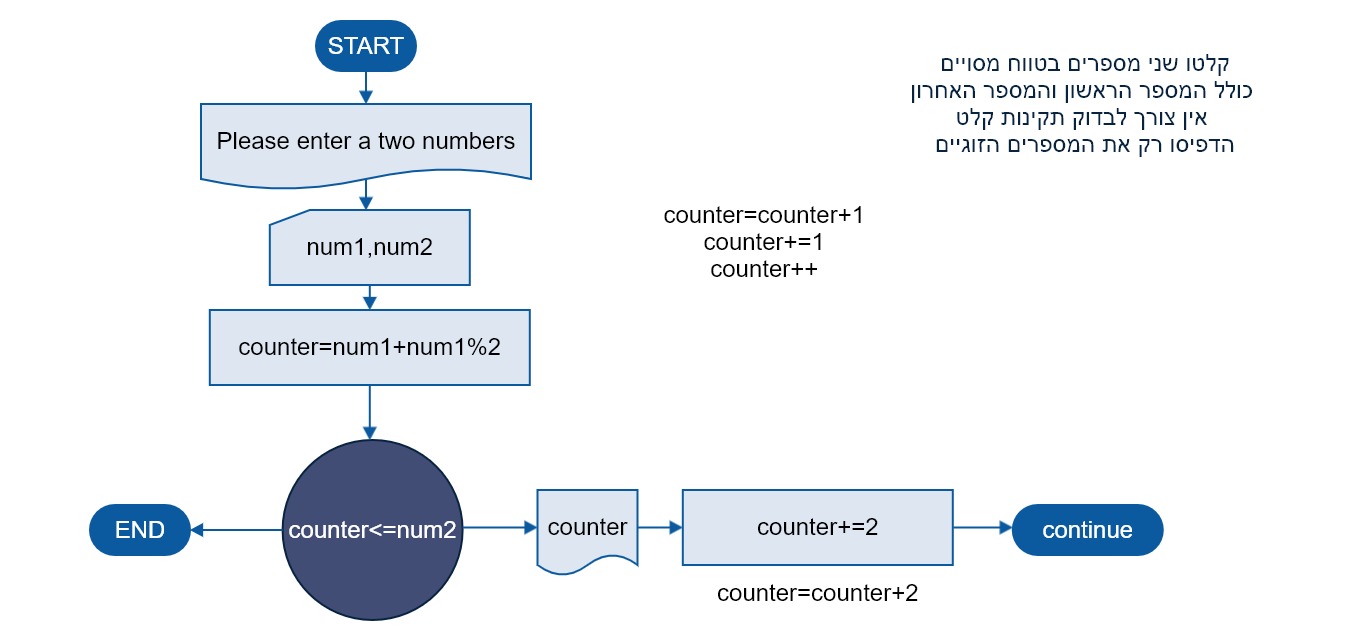 START
קלטו שני מספרים בטווח מסויים
כולל המספר הראשון והמספר האחרון
אין צורך לבדוק תקינות קלט
הדפיסו רק את המספרים הזוגיים
Please enter a two numbers
num1,num2
counter=counter+1
counter+=1
counter++
counter=num1+num1%2
END
counter<=num2
counter
counter+=2
continue
counter=counter+2